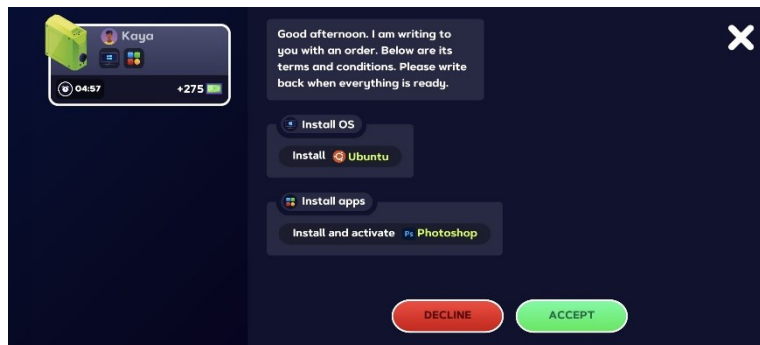 Kaya
04:57
+275
Good afternoon. I am writing to
you with an order. Below are its
terms and conditions. Please write
back when everything is ready.
Install OS
Install Ubuntu
Install apps
Install and activate Ps Photoshop
DECLINE
ACCEPT